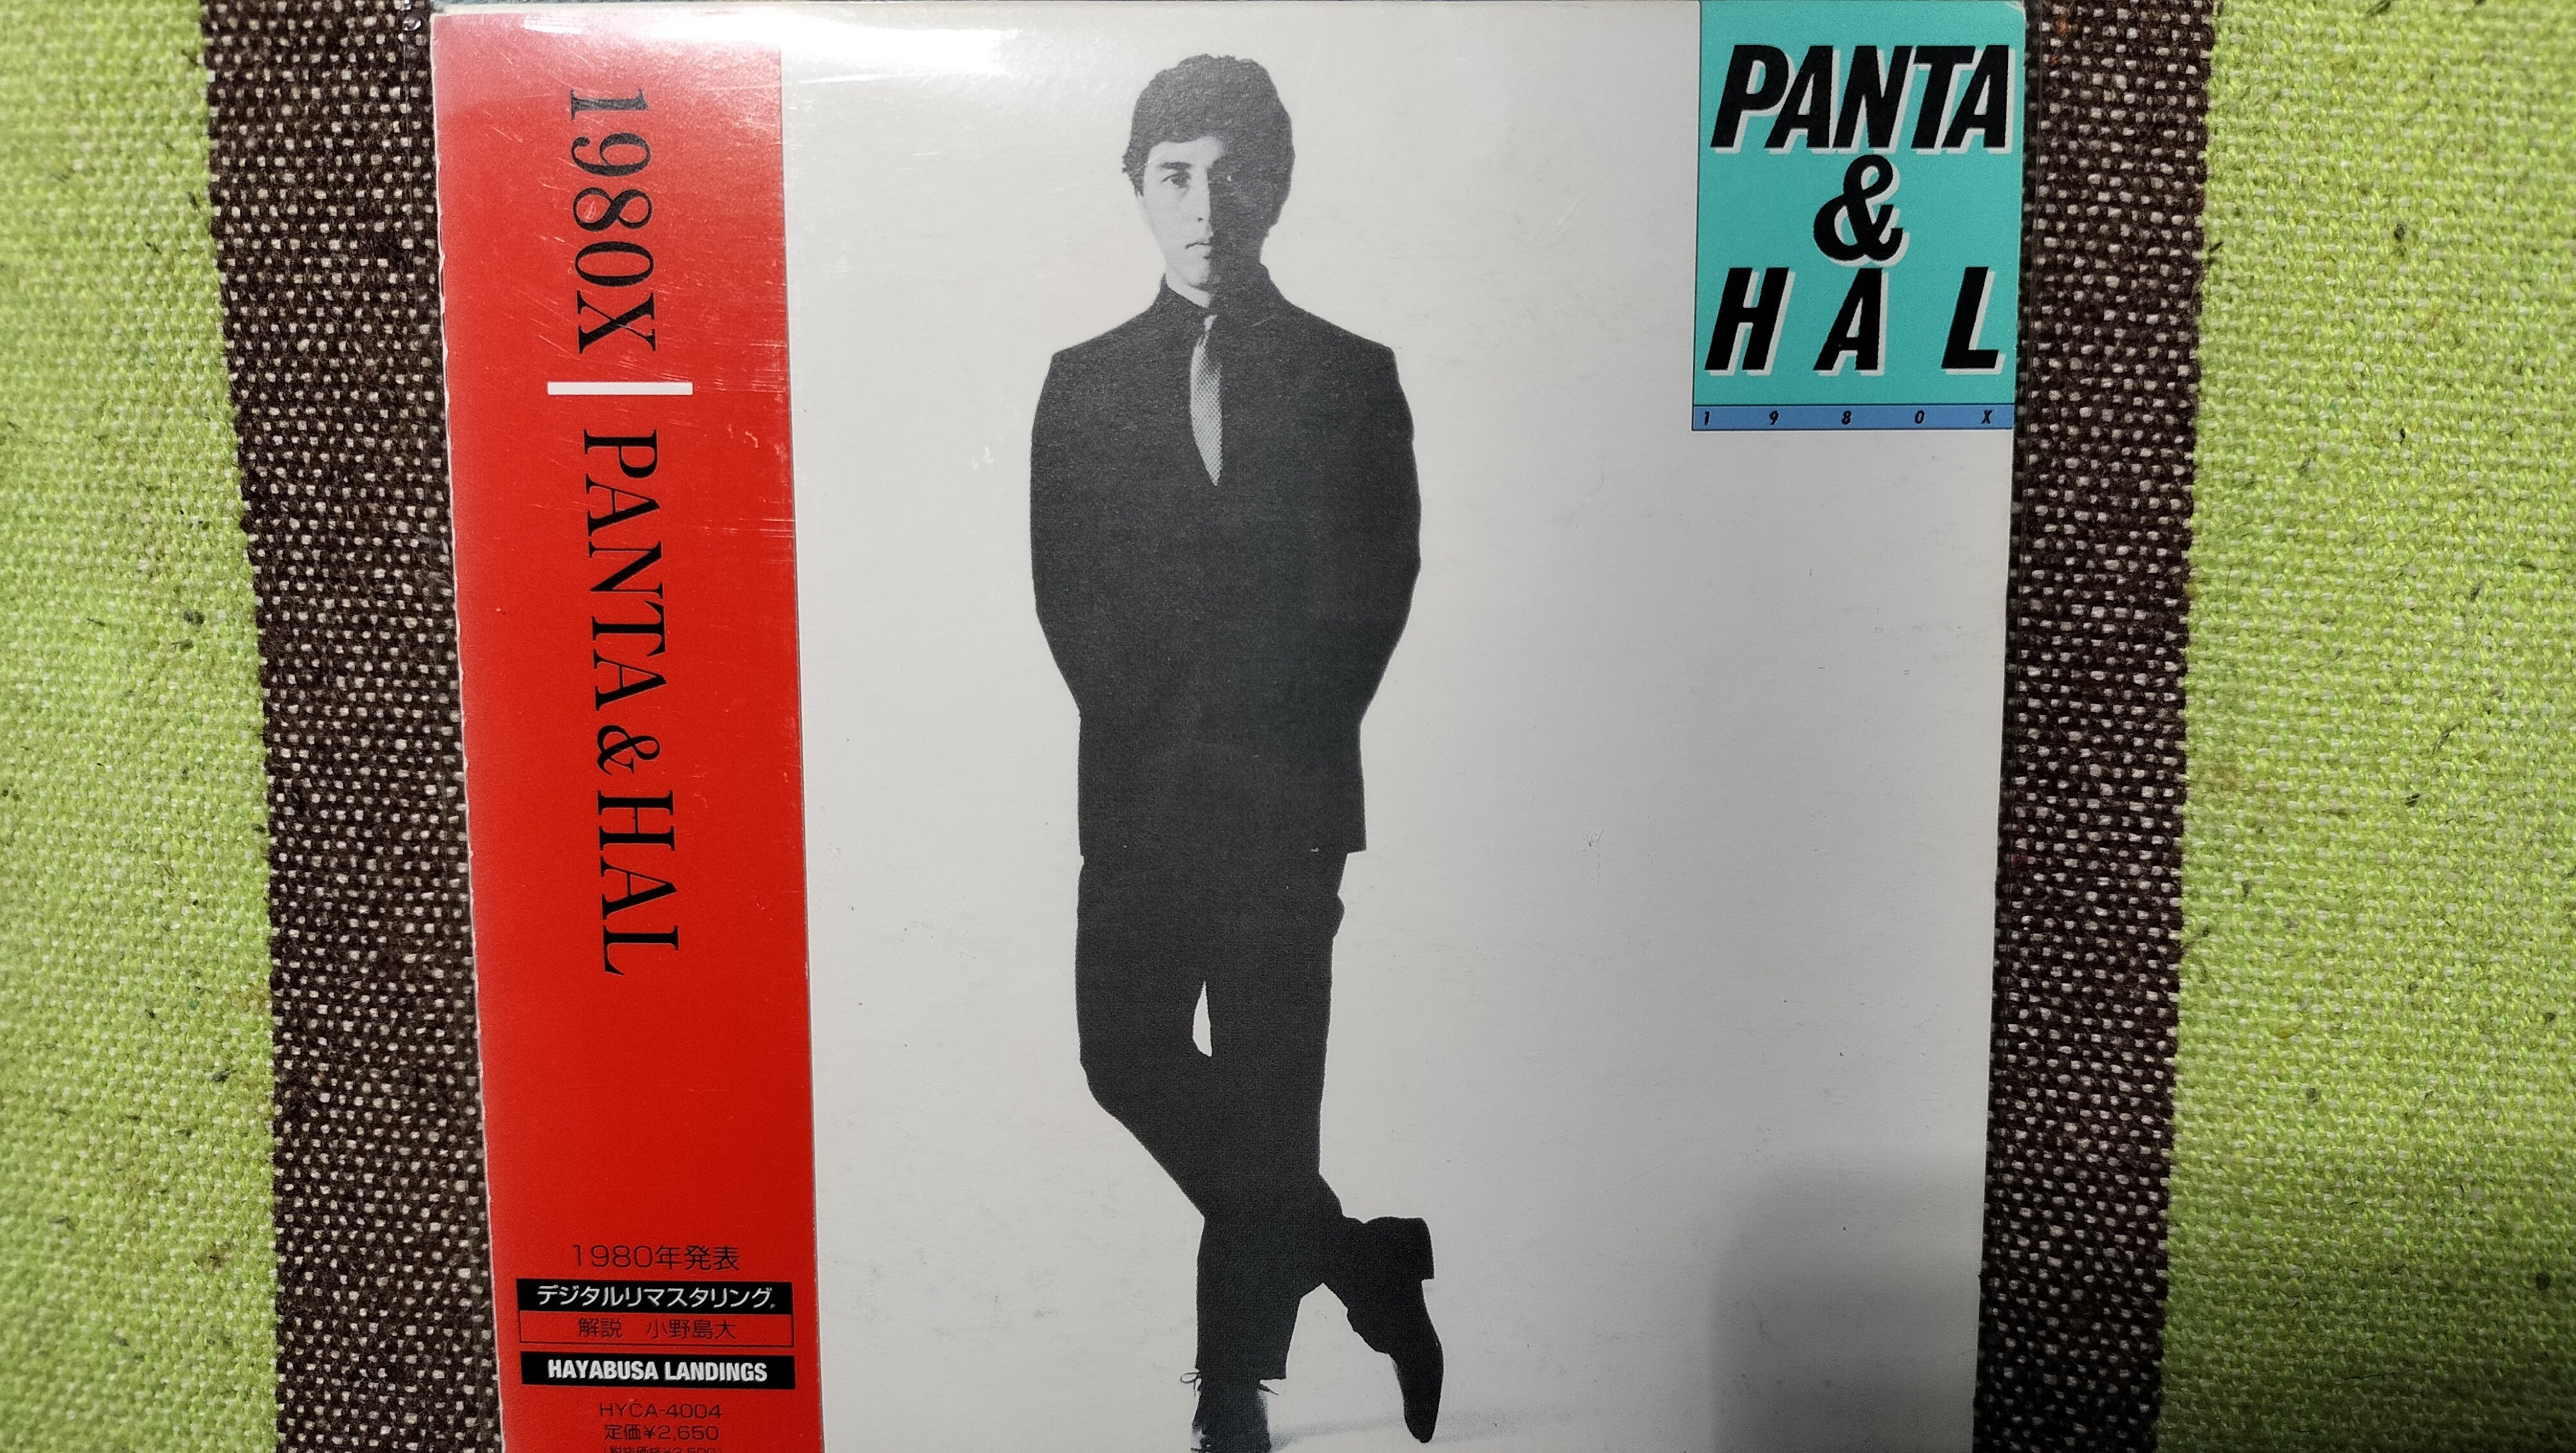 1980X | PANTA & HAL
1980年発表
デジタルリマスタリング
解説 小野島大
HAYABUSA LANDINGS
HYCA-4004
定価¥2,650
PANTA
&
HAL
1980X